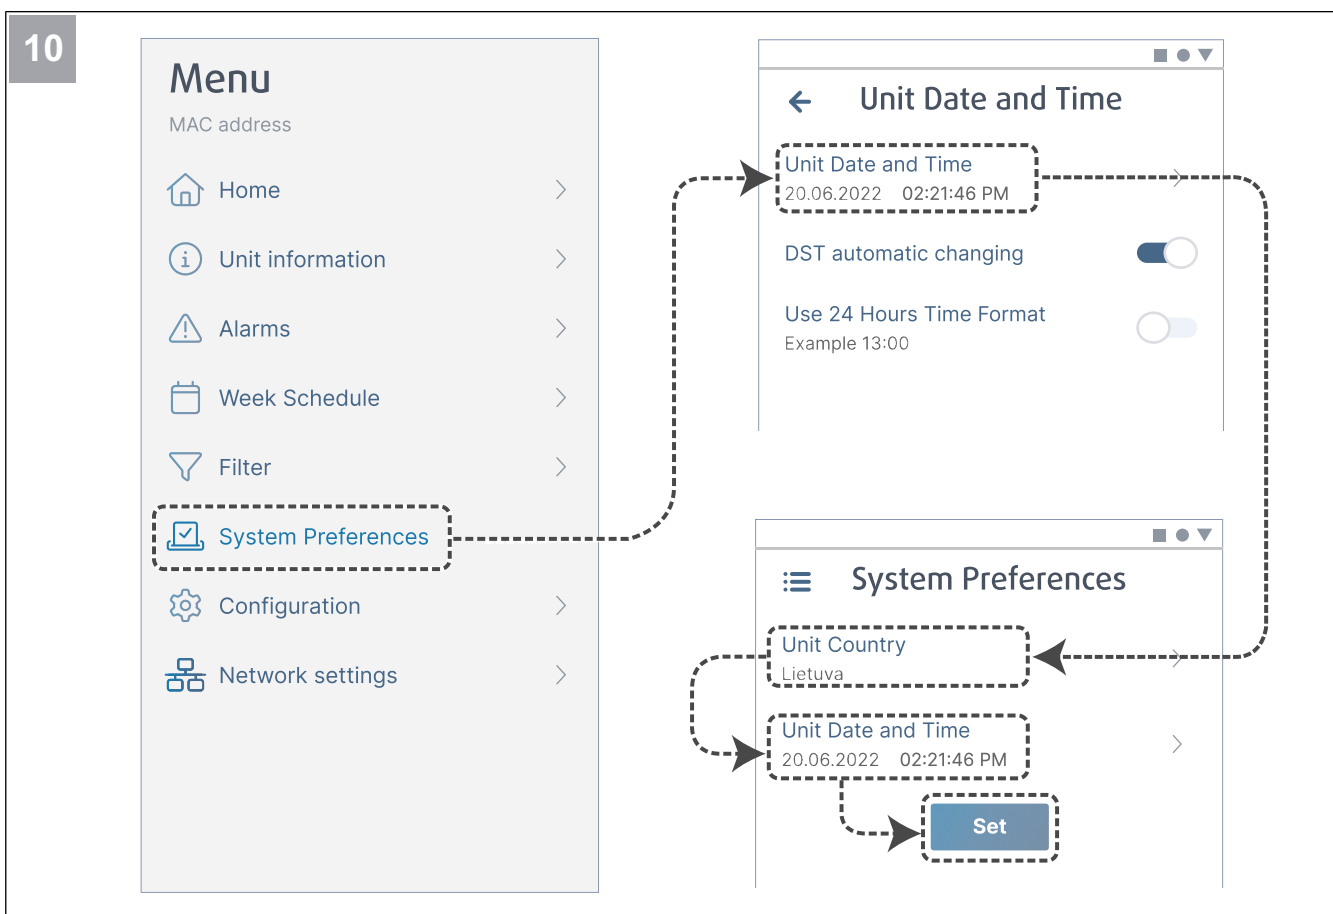 10
Menu
MAC address
Home
Unit information
Alarms
Week Schedule
Filter
System Preferences
Configuration
Network settings
Unit Date and Time
Unit Date and Time
20.06.2022 02:21:46 PM
DST automatic changing
Use 24 Hours Time Format
Example 13:00
System Preferences
Unit Country
Lietuva
Unit Date and Time
20.06.2022 02:21:46 PM
Set